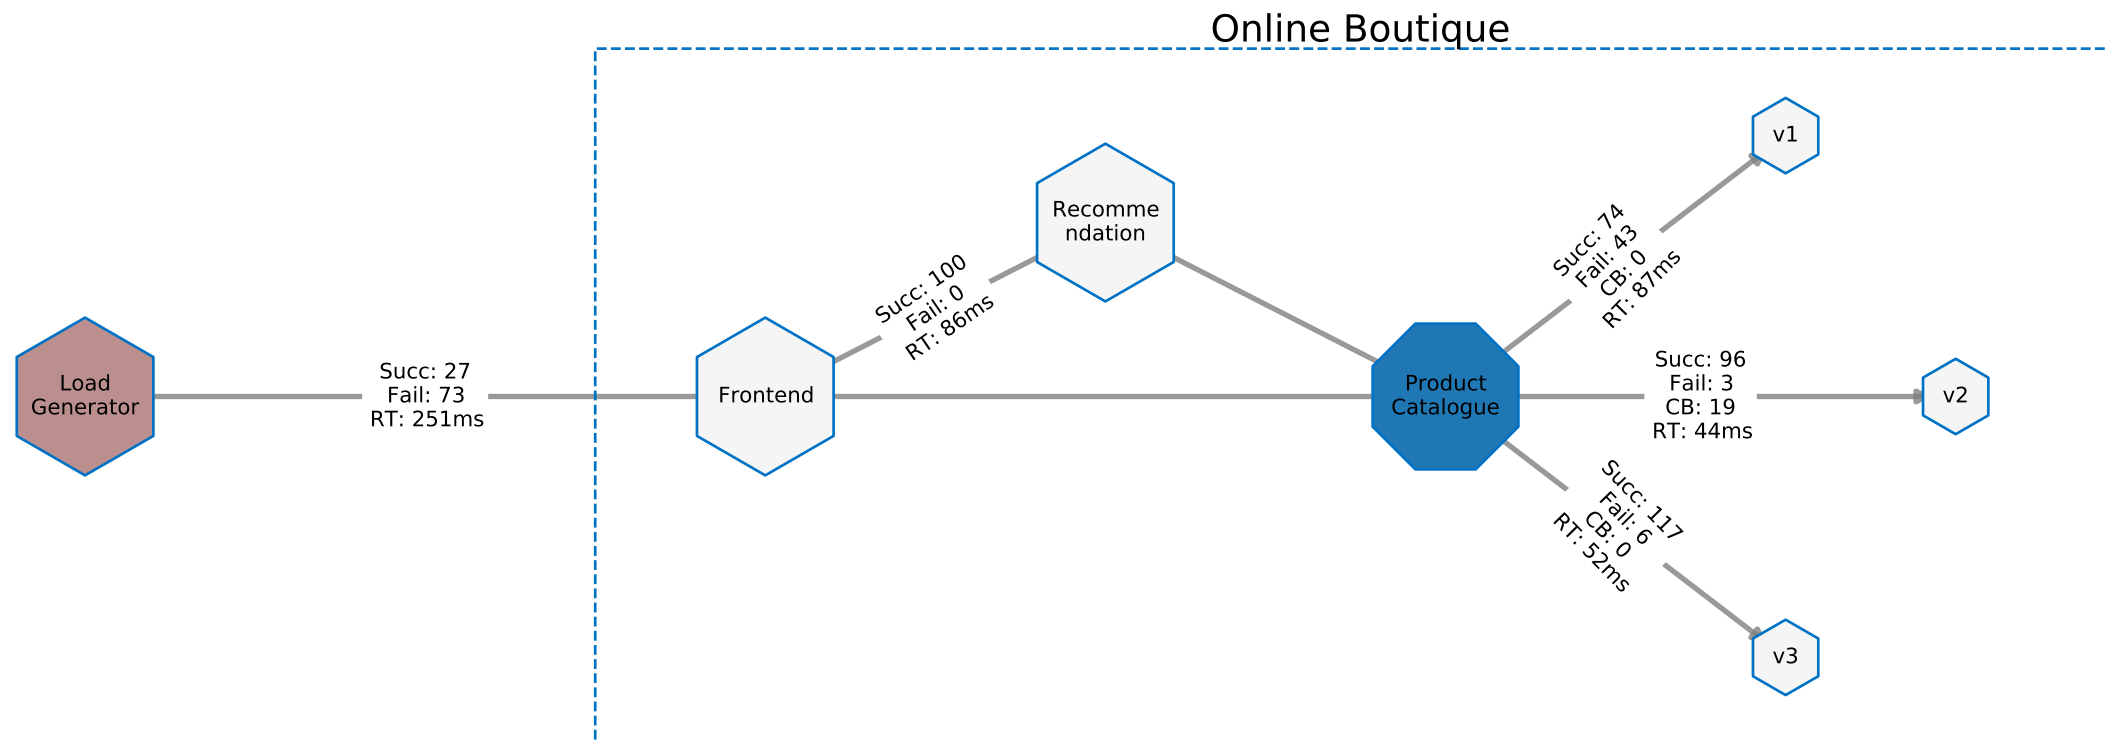 Online Boutique
Load
Generator
Succ: 27
Fail: 73
RT: 251ms
Frontend
Succ: 100
Fail: 0
RT: 86ms
Recomme
ndation
Product
Catalogue
Succ: 74
Fail: 43
CB: 0
RT: 87ms
v1
Succ: 96
Fail: 3
CB: 19
RT: 44ms
v2
Succ: 117
Fail: 6
CB: 0
RT: 52ms
v3